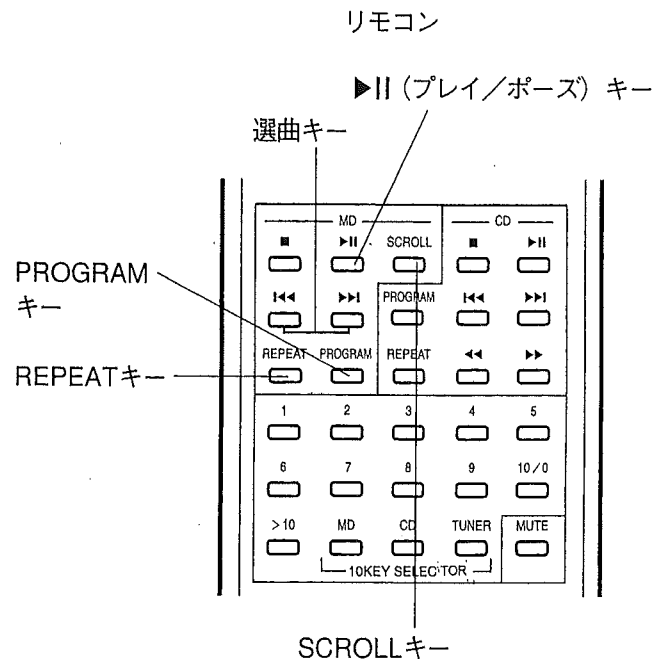 リモコン
▶II（プレイ／ポーズ）キー
選曲キー
MD CD
■ ▶II SCROLL ■ ▶II
PROGRAM
キー
I◀◀ ▶▶I PROGRAM I◀◀ ▶▶I
REPEAT PROGRAM REPEAT ◀◀ ▶▶
REPEATキー
1 2 3 4 5
6 7 8 9 10/0
>10 MD CD TUNER MUTE
10KEY SELECTOR
SCROLLキー